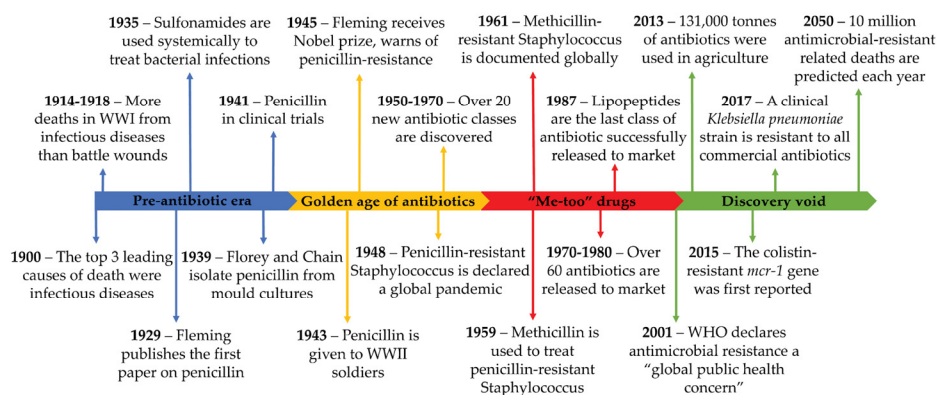 1935 – Sulfonamides are
used systemically to
treat bacterial infections
1945 – Fleming receives
Nobel prize, warns of
penicillin-resistance
1961 – Methicillin-
resistant Staphylococcus
is documented globally
2013 – 131,000 tonnes
of antibiotics were
used in agriculture
2050 – 10 million
antimicrobial-resistant
related deaths are
predicted each year
1914-1918 – More
deaths in WWI from
infectious diseases
than battle wounds
1941 – Penicillin
in clinical trials
1950-1970 – Over 20
new antibiotic classes
are discovered
1987 – Lipopeptides
are the last class of
antibiotic successfully
released to market
2017 – A clinical
Klebsiella pneumoniae
strain is resistant to all
commercial antibiotics
Pre-antibiotic era
Golden age of antibiotics
“Me-too” drugs
Discovery void
1900 – The top 3 leading
causes of death were
infectious diseases
1939 – Florey and Chain
isolate penicillin from
mould cultures
1948 – Penicillin-resistant
Staphylococcus is declared
a global pandemic
1970-1980 – Over
60 antibiotics are
released to market
2015 – The colistin-
resistant mcr-1 gene
was first reported
1929 – Fleming
publishes the first
paper on penicillin
1943 – Penicillin is
given to WWII
soldiers
1959 – Methicillin is
used to treat
penicillin-resistant
Staphylococcus
2001 – WHO declares
antimicrobial resistance a
“global public health
concern”